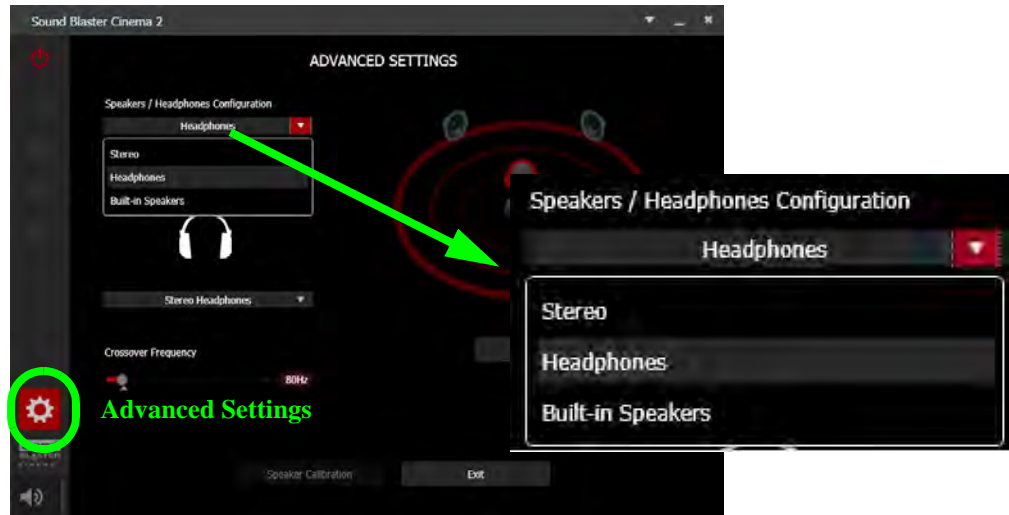 Sound Blaster Cinema 2
ADVANCED SETTINGS
Speakers / Headphones Configuration
Headphones
Stereo
Headphones
Built-in Speakers
Stereo Headphones
Crossover Frequency
80Hz
Advanced Settings
BLASTER
Speaker Calibration
Exit
Speakers / Headphones Configuration
Headphones
Stereo
Headphones
Built-in Speakers